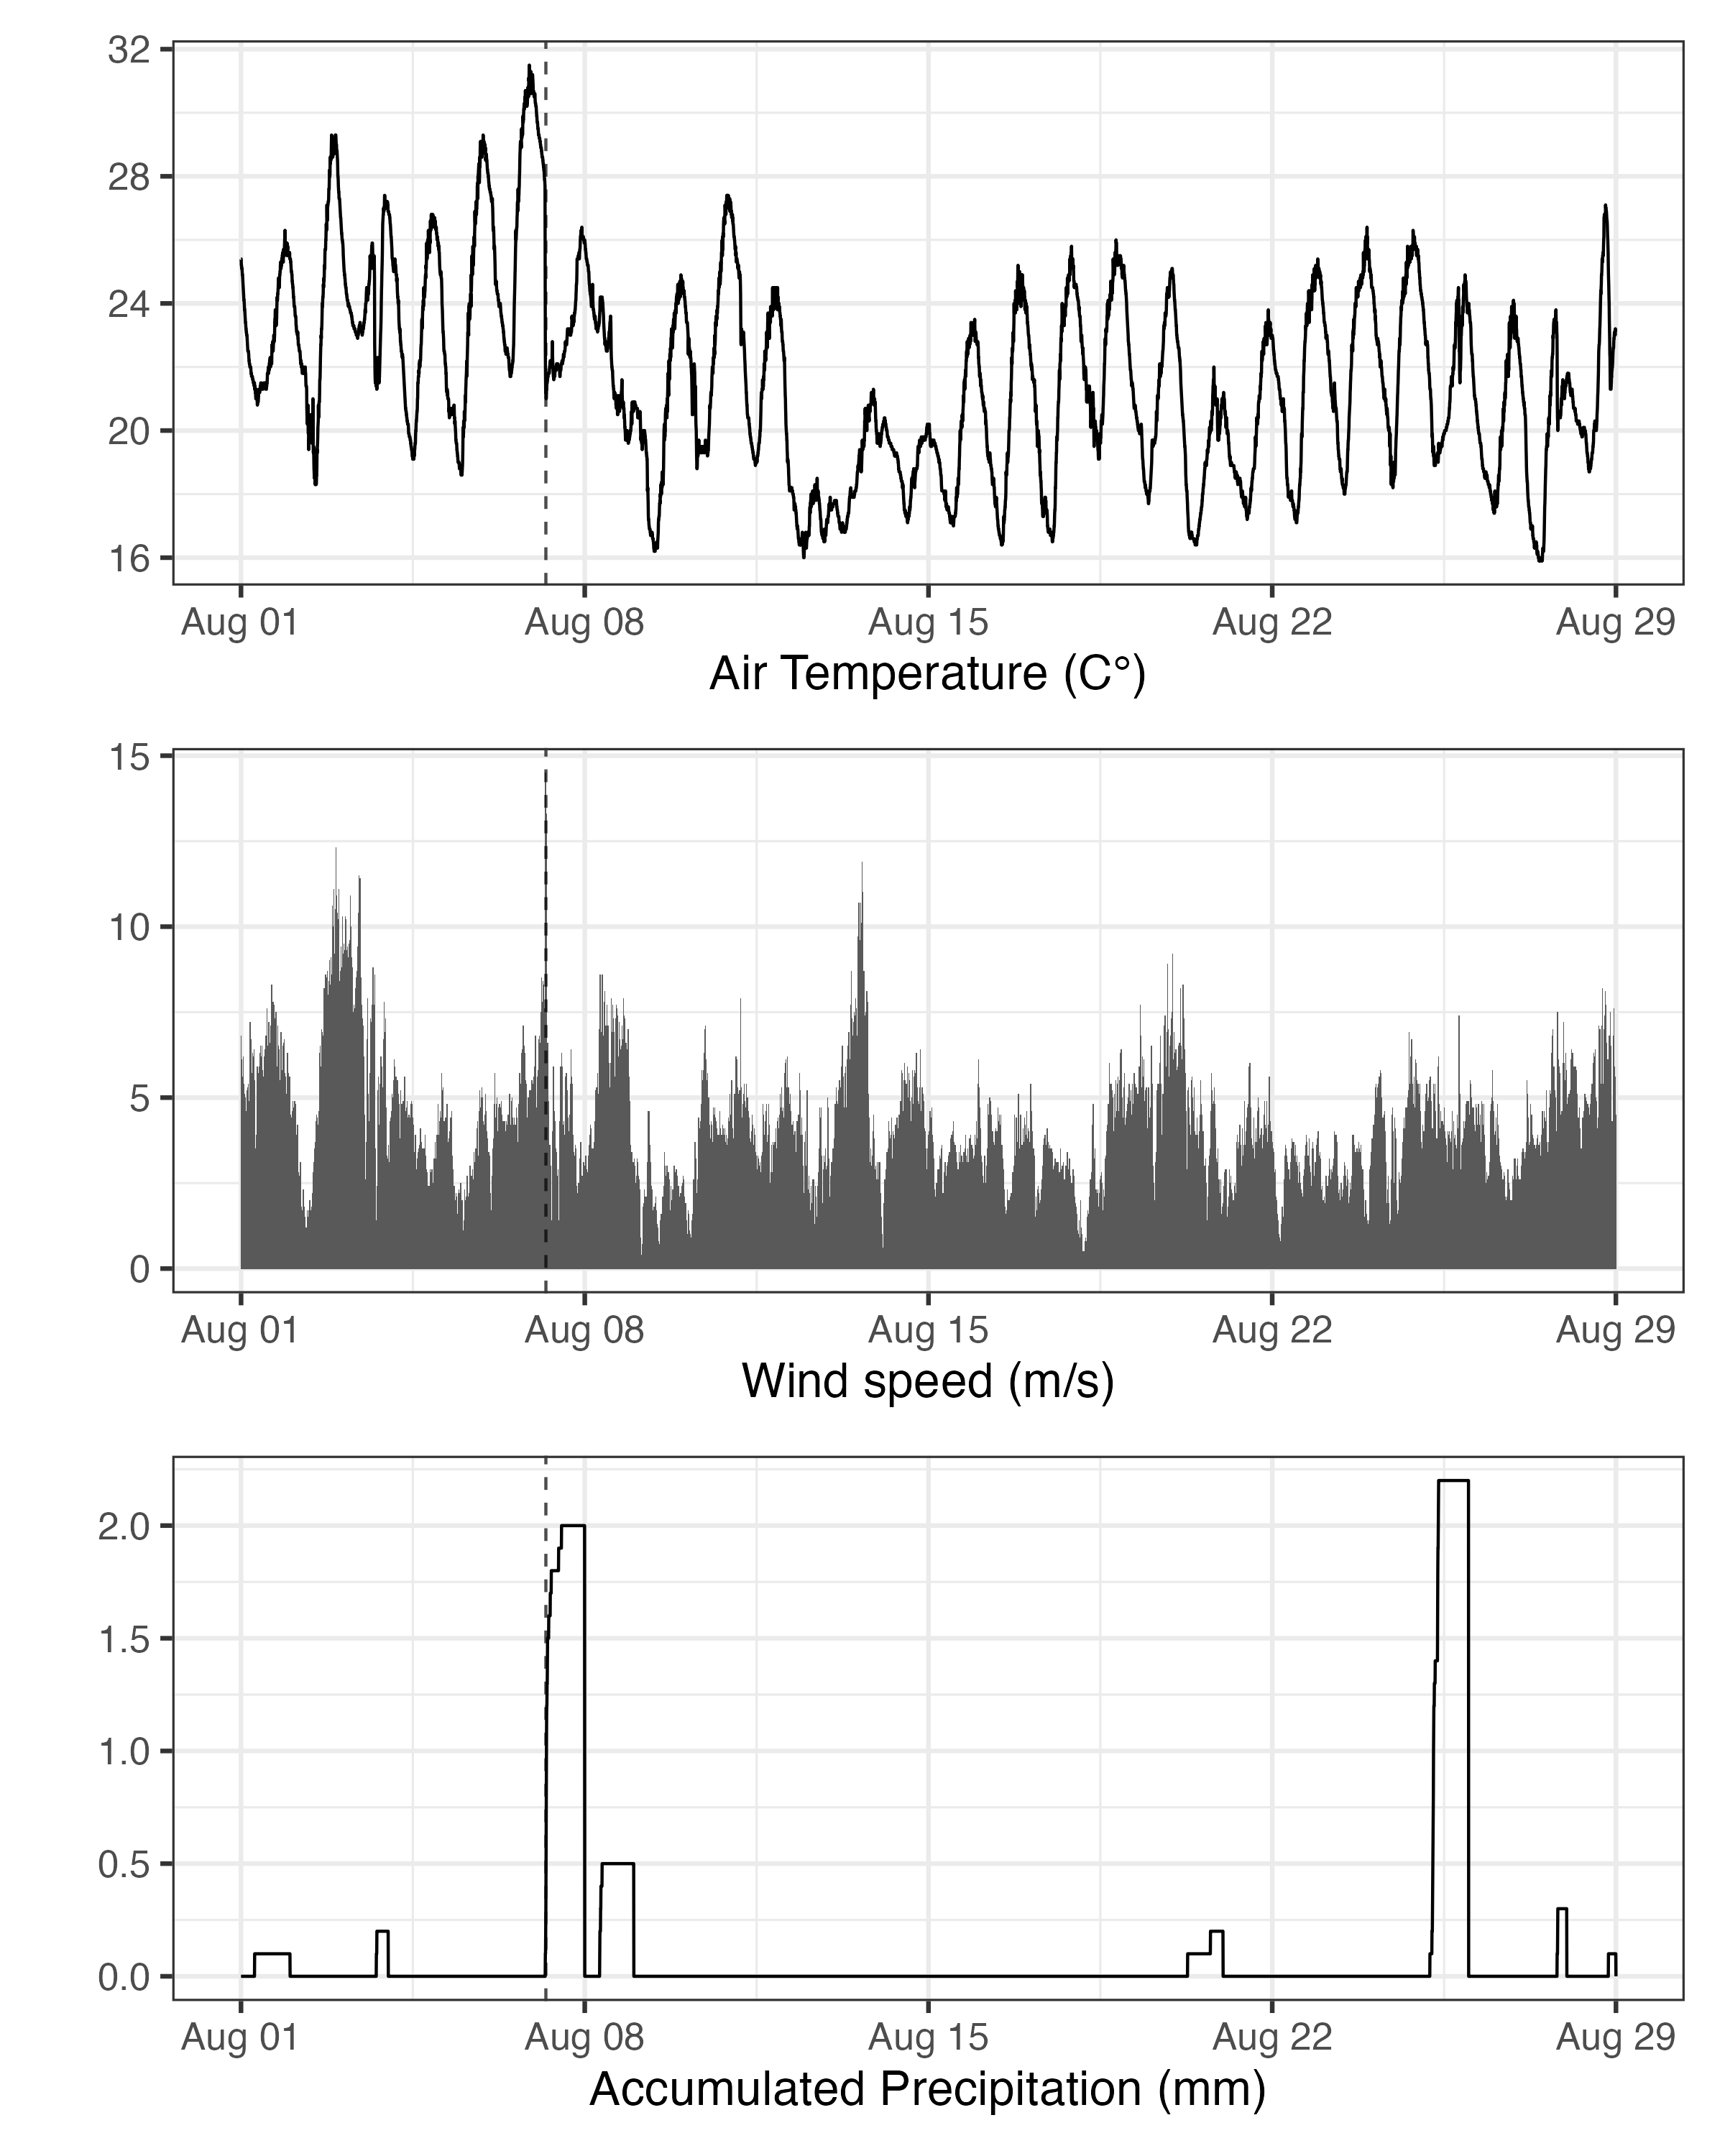 32
28
24
20
16
Aug 01 Aug 08 Aug 15 Aug 22 Aug 29
Air Temperature (C°)
15
10
5
0
Aug 01 Aug 08 Aug 15 Aug 22 Aug 29
Wind speed (m/s)
2.0
1.5
1.0
0.5
0.0
Aug 01 Aug 08 Aug 15 Aug 22 Aug 29
Accumulated Precipitation (mm)